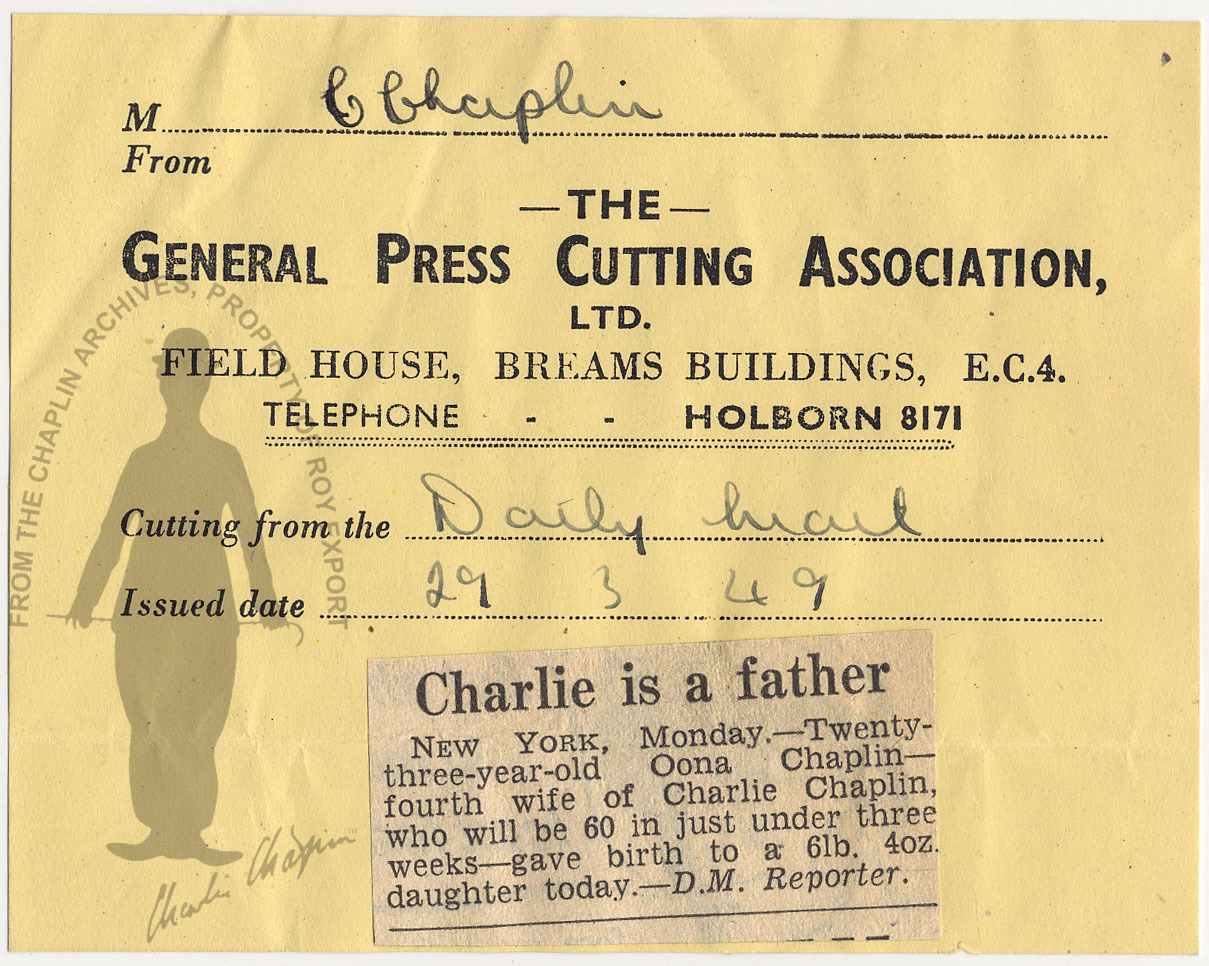 M C Chaplin
From
—THE—
GENERAL PRESS CUTTING ASSOCIATION,
LTD.
FIELD HOUSE, BREAMS BUILDINGS, E.C.4.
TELEPHONE - - HOLBORN 8171
Cutting from the Daily Mail
Issued date 29 3 49
Charlie is a father
NEW YORK, Monday.—Twenty-
three-year-old Oona Chaplin—
fourth wife of Charlie Chaplin,
who will be 60 in just under three
weeks—gave birth to a 6lb. 4oz.
daughter today.—D.M. Reporter.
FROM THE CHAPLIN ARCHIVES, PROPERTY OF ROY EXPORT
Charlie Chaplin